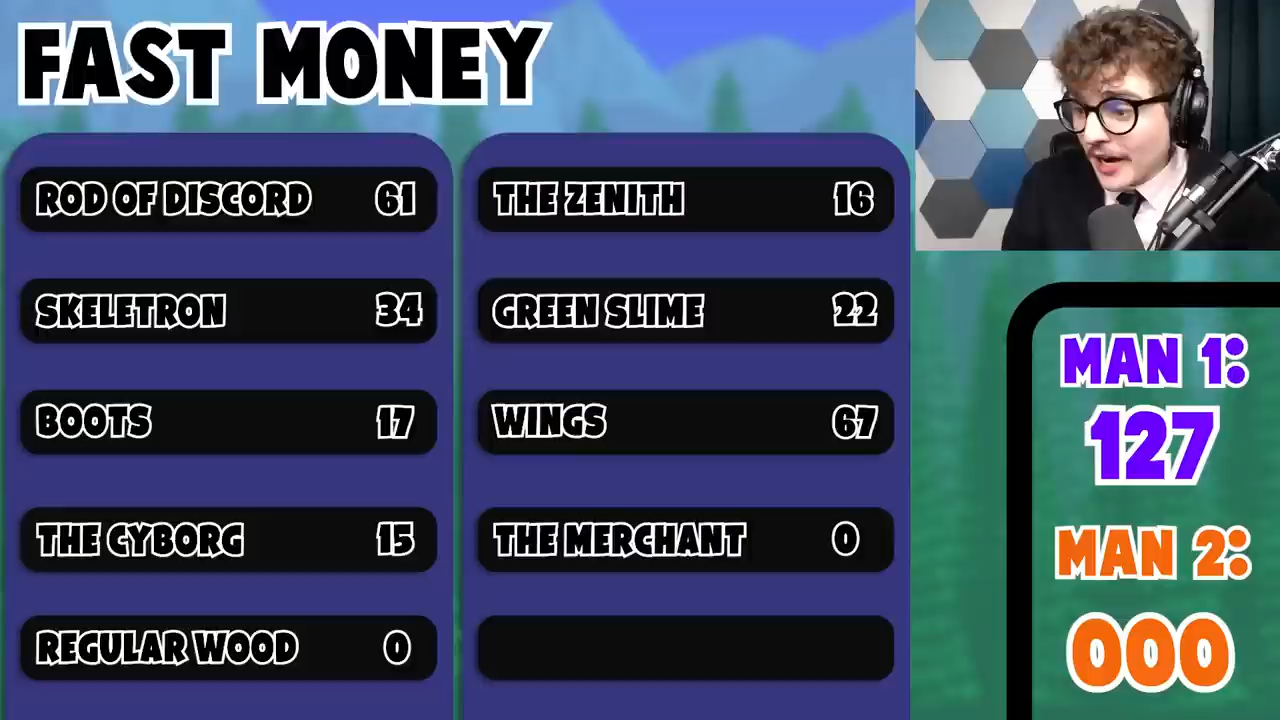 FAST MONEY
ROD OF DISCORD 61
SKELETRON 34
BOOTS 17
THE CYBORG 15
REGULAR WOOD 0
THE ZENITH 16
GREEN SLIME 22
WINGS 67
THE MERCHANT 0
MAN 1:
127
MAN 2:
000